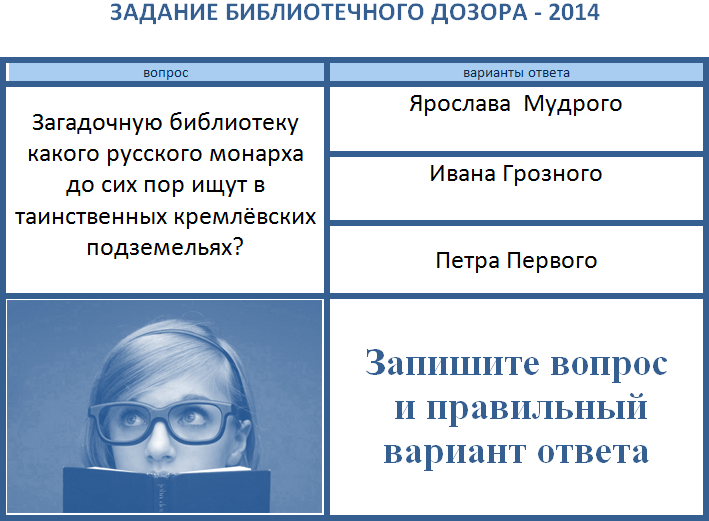 ЗАДАНИЕ БИБЛИОТЕЧНОГО ДОЗОРА - 2014
вопрос
варианты ответа
Загадочную библиотеку
какого русского монарха
до сих пор ищут в
таинственных кремлёвских
подземельях?
Ярослава Мудрого
Ивана Грозного
Петра Первого
Запишите вопрос
и правильный
вариант ответа